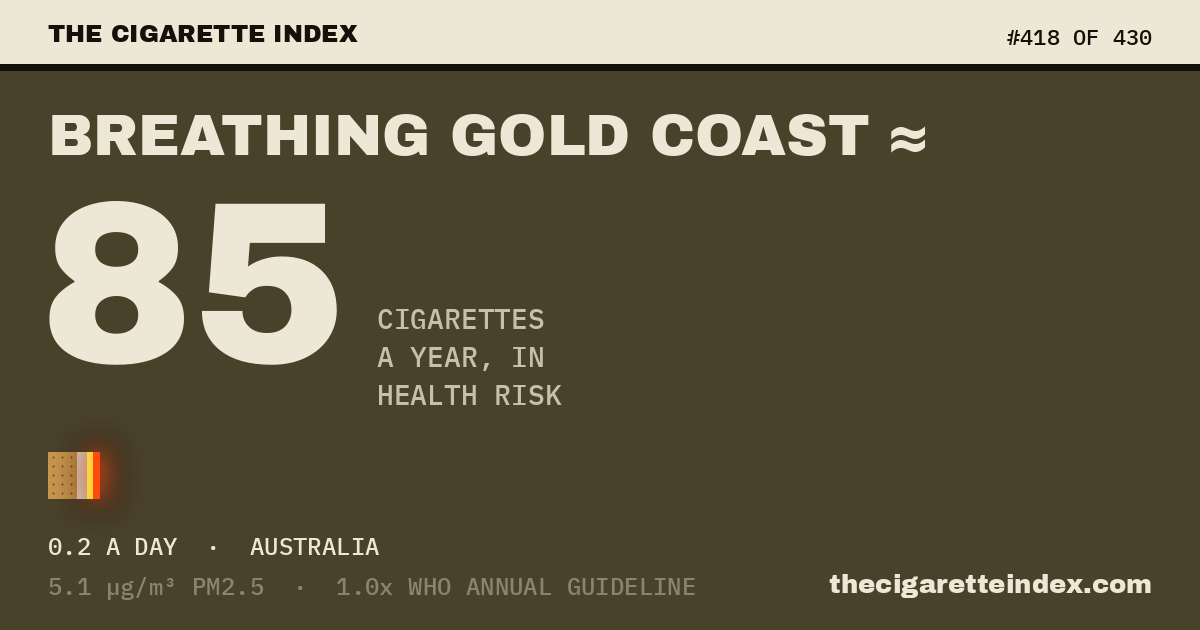 THE CIGARETTE INDEX
#418 OF 430
BREATHING GOLD COAST ≈
85
CIGARETTES
A YEAR, IN
HEALTH RISK
0.2 A DAY · AUSTRALIA
5.1 µg/m³ PM2.5 · 1.0x WHO ANNUAL GUIDELINE
thecigaretteindex.com